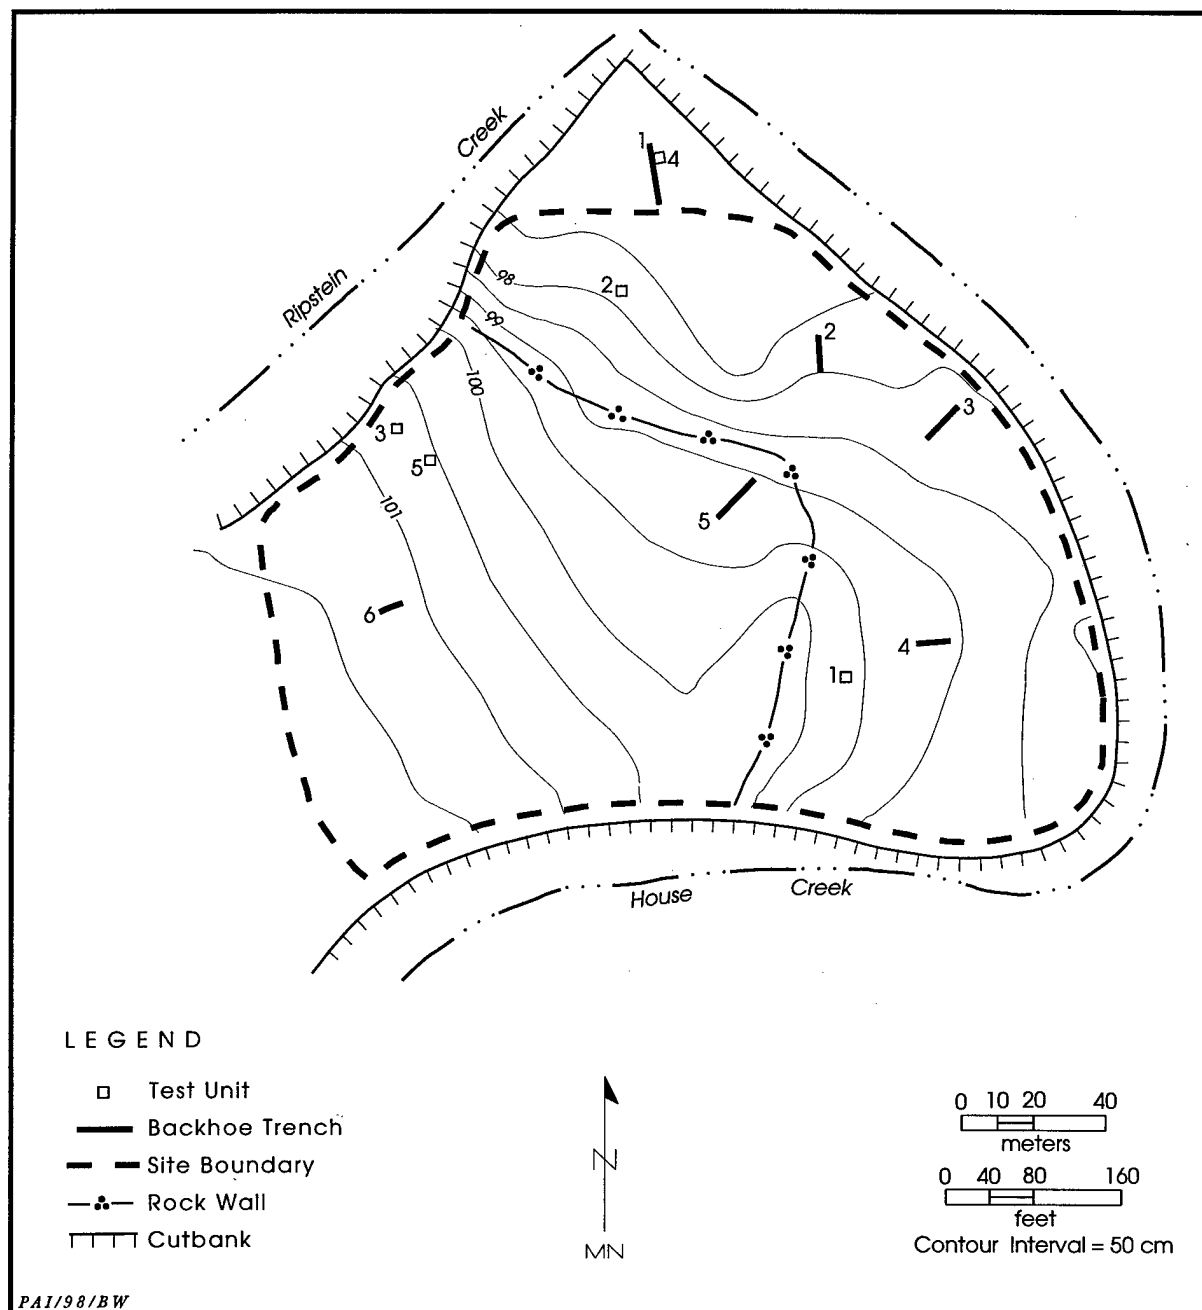 Creek
Ripstein
1
4
2
98
99
2
100
3
3
5
101
5
6
4
1
House Creek
LEGEND
Test Unit
Backhoe Trench
Site Boundary
Rock Wall
Cutbank
N
MN
0 10 20 40
meters
0 40 80 160
feet
Contour Interval = 50 cm
PAI/98/BW